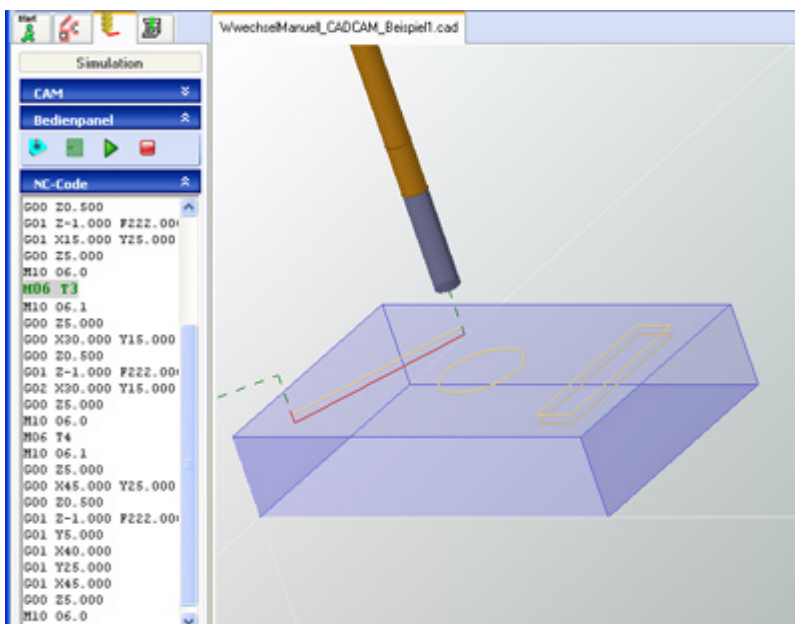 Start
WwechselManuell_CADCAM_Beispiel1.cad
Simulation
CAM
Bedienpanel
NC-Code
G00 Z0.500
G01 Z-1.000 F222.00
G01 X15.000 Y25.000
G00 Z5.000
M10 O6.0
M06 T3
M10 O6.1
G00 Z5.000
G00 X30.000 Y15.000
G00 Z0.500
G01 Z-1.000 F222.00
G02 X30.000 Y15.000
G00 Z5.000
M10 O6.0
M06 T4
M10 O6.1
G00 Z5.000
G00 X45.000 Y25.000
G00 Z0.500
G01 Z-1.000 F222.00
G01 Y5.000
G01 X40.000
G01 Y25.000
G01 X45.000
G00 Z5.000
M10 O6.0